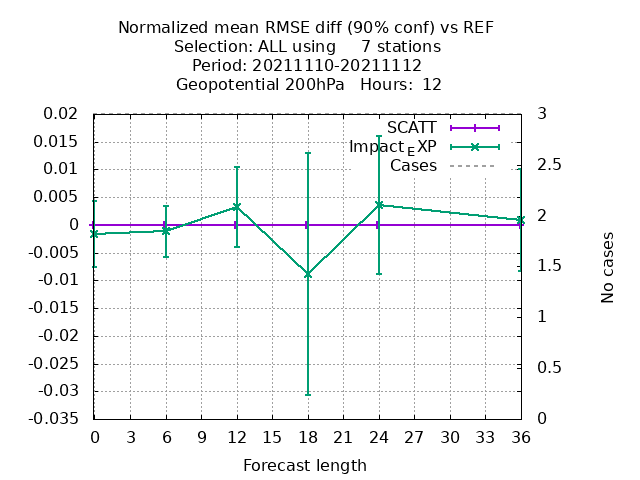 Normalized mean RMSE diff (90% conf) vs REF
Selection: ALL using     7 stations
Period: 20211110-20211112
Geopotential 200hPa   Hours:  12
SCATT
Impact_EXP
Cases
0.02
0.015
0.01
0.005
0
-0.005
-0.01
-0.015
-0.02
-0.025
-0.03
-0.035
3
2.5
2
1.5
1
0.5
0
No cases
0 3 6 9 12 15 18 21 24 27 30 33 36
Forecast length